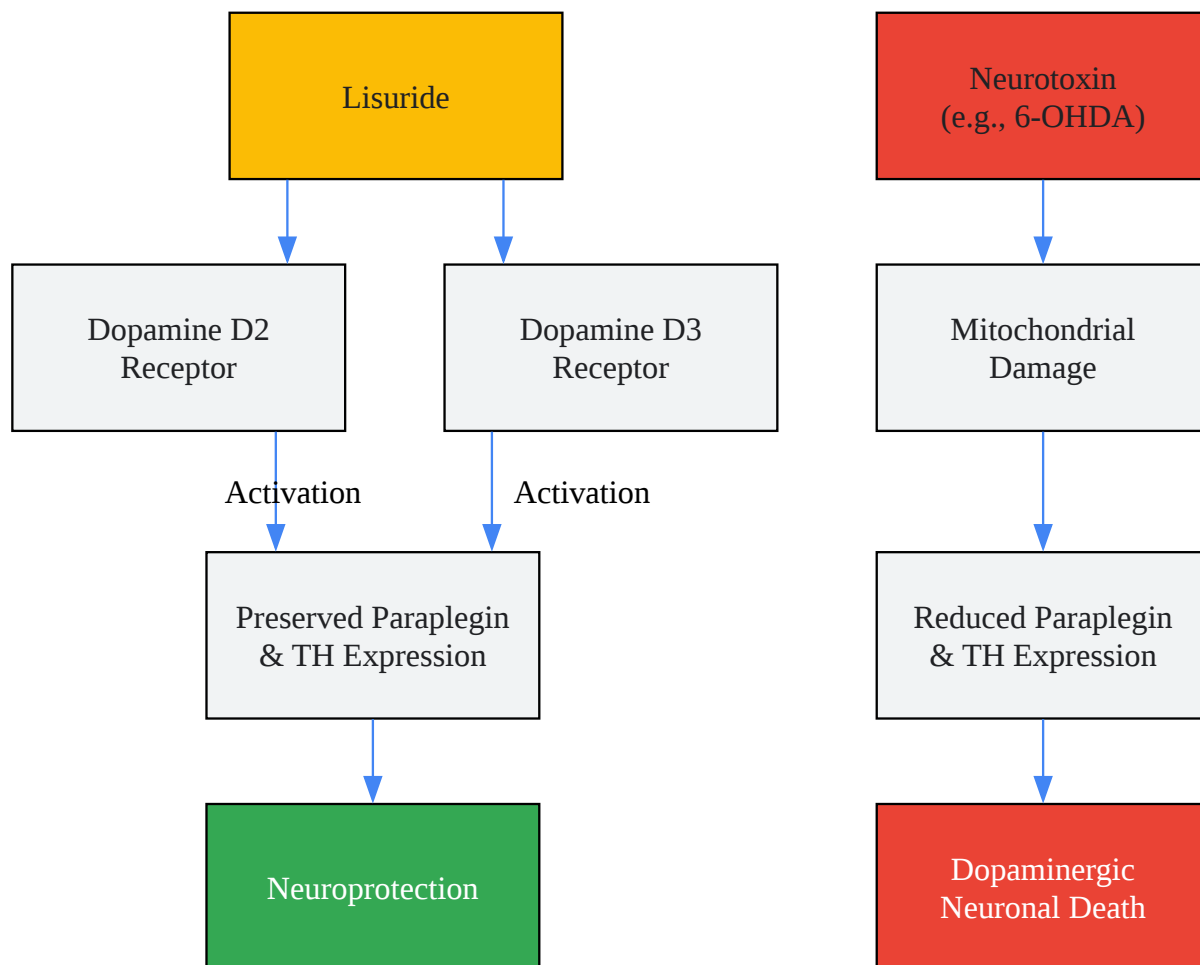 Lisuride
Neurotoxin
(e.g., 6-OHDA)
Dopamine D2
Receptor
Dopamine D3
Receptor
Mitochondrial
Damage
Activation
Activation
Preserved Paraplegin
& TH Expression
Reduced Paraplegin
& TH Expression
Neuroprotection
Dopaminergic
Neuronal Death